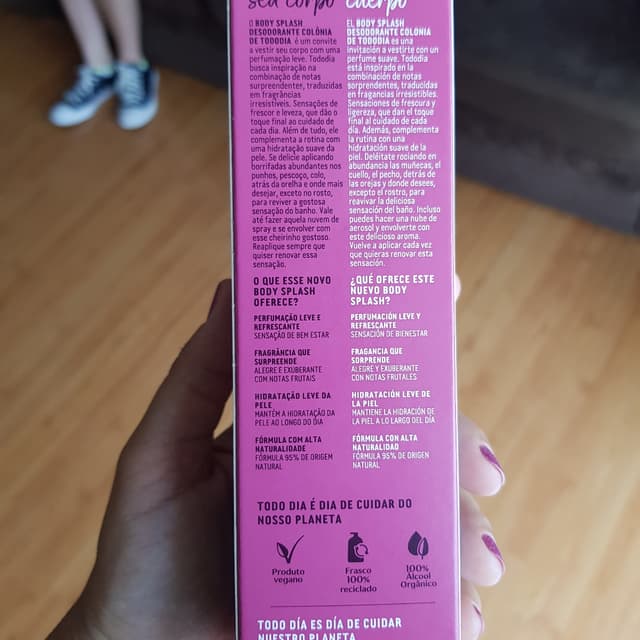 seu corpo
O BODY SPLASH
DESODORANTE COLÔNIA
DE TODODIA é um convite
a vestir seu corpo com uma
perfumação leve. Tododia
busca inspiração na
combinação de notas
surpreendentes, traduzidas
em fragrâncias
irresistíveis. Sensações de
frescor e leveza, que dão o
toque final ao cuidado de
cada dia. Além de tudo, ele
complementa a rotina com
uma hidratação suave da
pele. Se delicie aplicando
borrifadas abundantes nos
punhos, pescoço, colo,
atrás da orelha e onde mais
desejar, exceto no rosto,
para reviver a gostosa
sensação do banho. Vale
até fazer aquela nuvem de
spray e se envolver com
esse cheirinho gostoso.
Reaplique sempre que
quiser renovar essa
sensação.
O QUE ESSE NOVO
BODY SPLASH
OFERECE?
PERFUMAÇÃO LEVE E
REFRESCANTE
SENSAÇÃO DE BEM ESTAR
FRAGRÂNCIA QUE
SURPREENDE
ALEGRE E EXUBERANTE
COM NOTAS FRUTAIS
HIDRATAÇÃO LEVE DA
PELE
MANTÉM A HIDRATAÇÃO DA
PELE AO LONGO DO DIA
FÓRMULA COM ALTA
NATURALIDADE
FÓRMULA 95% DE ORIGEM
NATURAL
cuerpo
EL BODY SPLASH
DESODORANTE COLONIA
DE TODODIA es una
invitación a vestirte con un
perfume suave. Tododia
está inspirado en la
combinación de notas
sorprendentes, traducidas
en fragancias irresistibles.
Sensaciones de frescura y
ligereza, que dan el toque
final al cuidado de cada
día. Además, complementa
la rutina con una
hidratación suave de la
piel. Deléitate rociando en
abundancia las muñecas, el
cuello, el pecho, detrás de
las orejas y donde desees,
excepto el rostro, para
reavivar la deliciosa
sensación del baño. Incluso
puedes hacer una nube de
aerosol y envolverte con
este delicioso aroma.
Vuelve a aplicar cada vez
que quieras renovar esta
sensación.
¿QUÉ OFRECE ESTE
NUEVO BODY
SPLASH?
PERFUMACIÓN LEVE Y
REFRESCANTE
SENSACIÓN DE BIENESTAR
FRAGANCIA QUE
SORPRENDE
ALEGRE Y EXUBERANTE
CON NOTAS FRUTALES
HIDRATACIÓN LEVE DE
LA PIEL
MANTIENE LA HIDRACIÓN DE
LA PIEL A LO LARGO DEL DÍA
FÓRMULA CON ALTA
NATURALIDAD
FÓRMULA 95% DE ORIGEN
NATURAL
TODO DIA É DIA DE CUIDAR DO
NOSSO PLANETA
Produto
vegano
Frasco
100%
reciclado
100%
Álcool
Orgânico
TODO DÍA ES DÍA DE CUIDAR
NUESTRO PLANETA